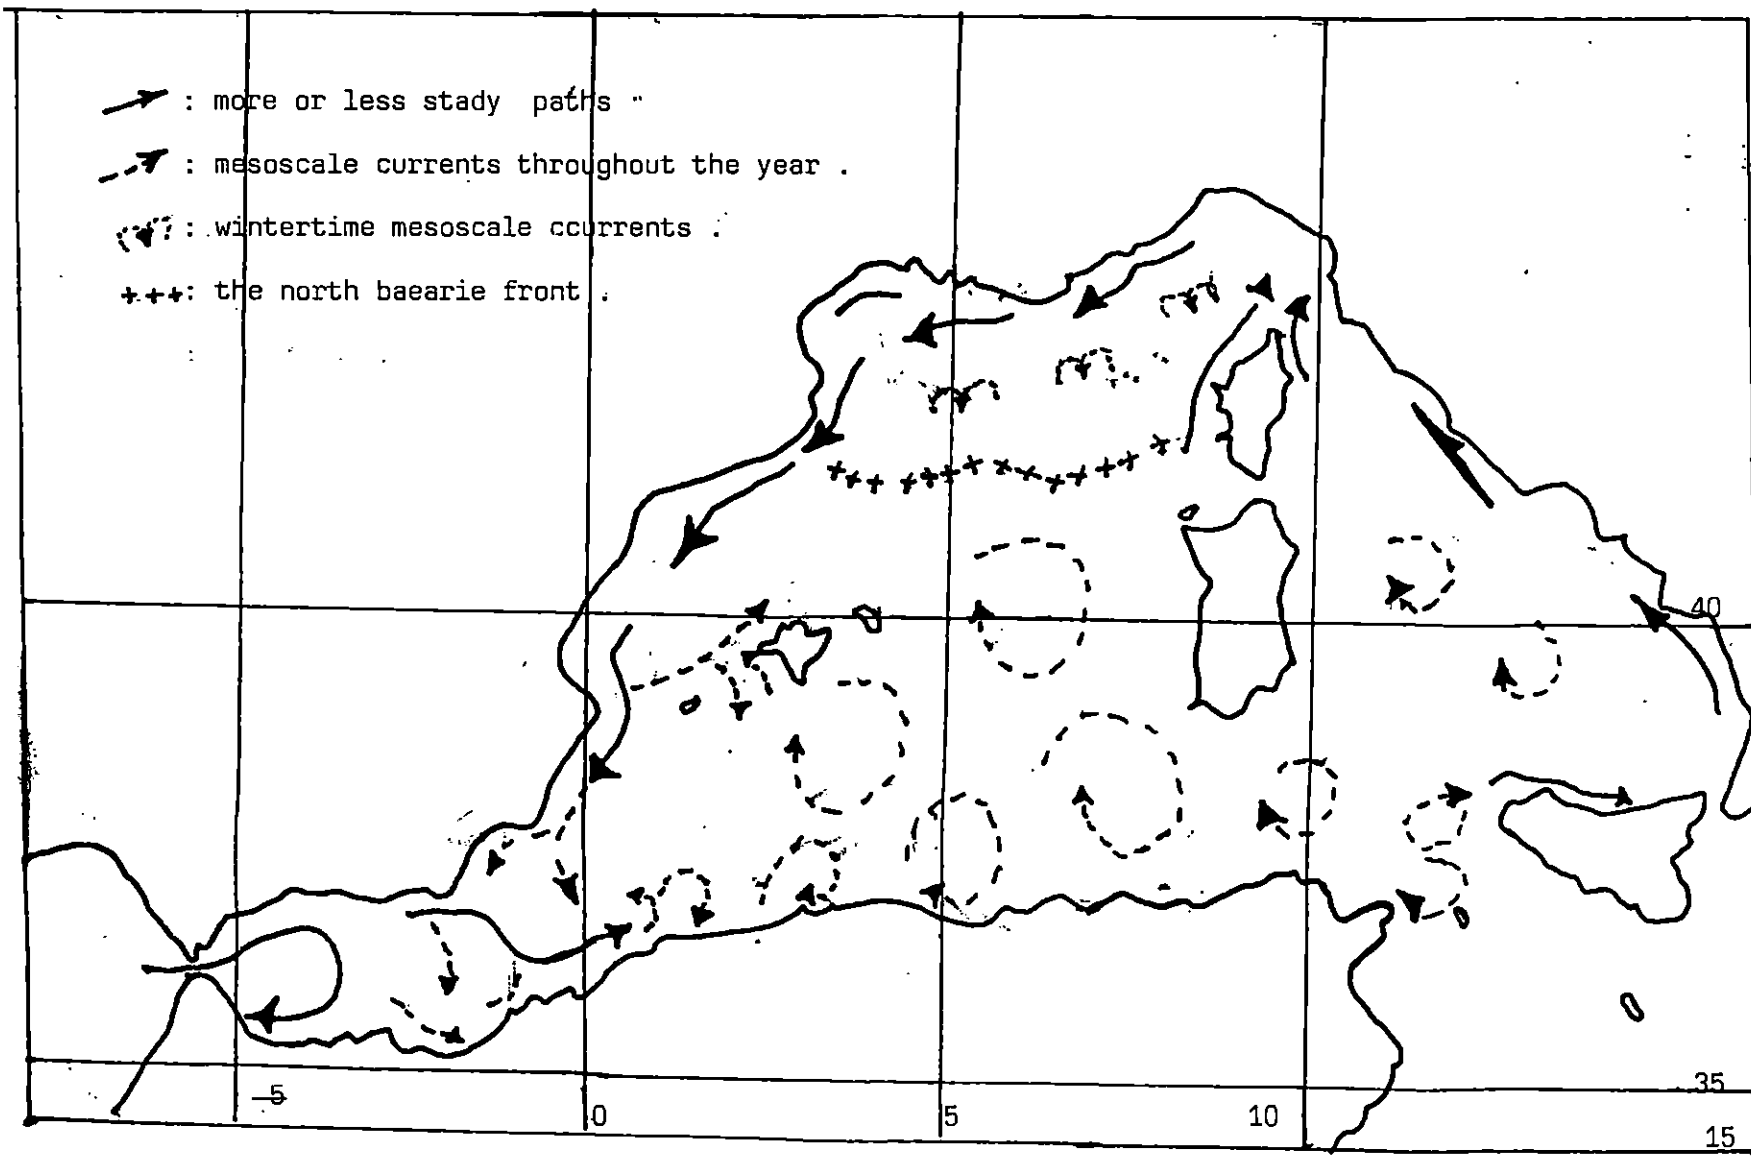 : more or less stady paths "
: mesoscale currents throughout the year .
: wintertime mesoscale ccurrents .
+++: the north baearie front .
40
35
-5
0
5
10
15